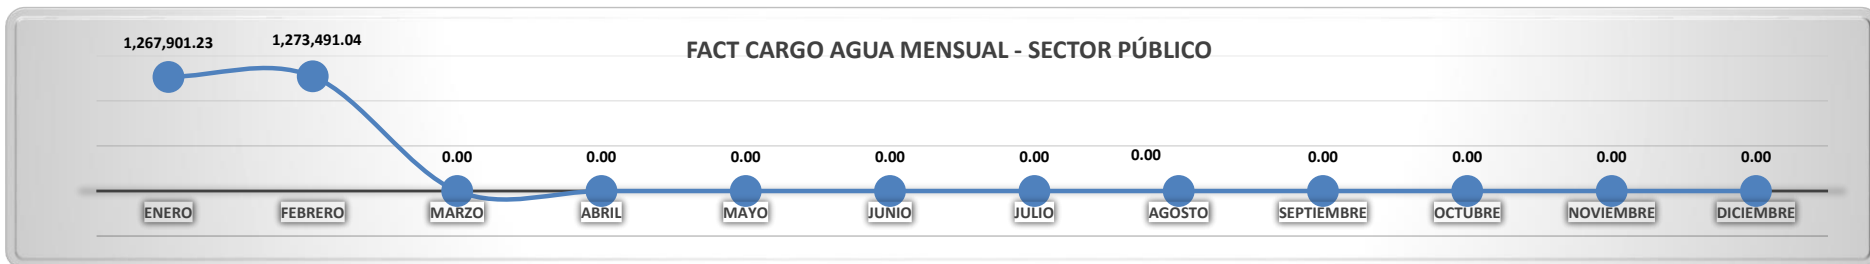 FACT CARGO AGUA MENSUAL - SECTOR PÚBLICO
1,267,901.23 1,273,491.04
0.00 0.00 0.00 0.00 0.00 0.00 0.00 0.00 0.00 0.00
ENERO FEBRERO MARZO ABRIL MAYO JUNIO JULIO AGOSTO SEPTIEMBRE OCTUBRE NOVIEMBRE DICIEMBRE